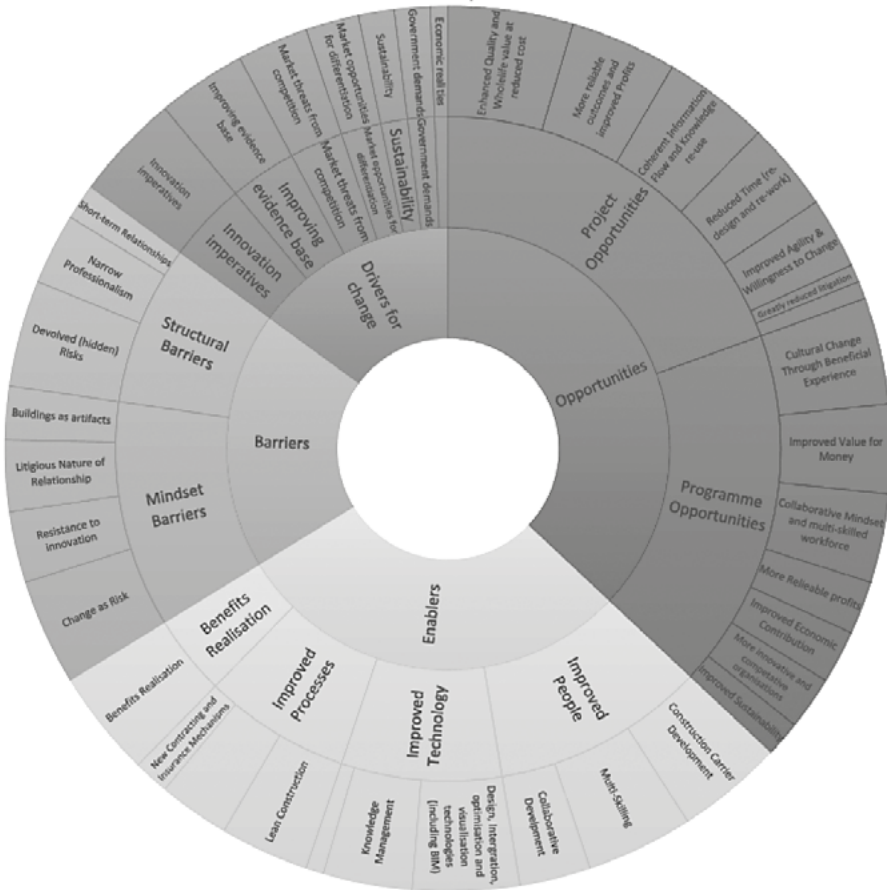 Opportunities
Project
Opportunities
Enhanced Quality and
Wholelife value at
reduced cost
More reliable
outcomes and
improved Profits
Coherent Information
Flow and Knowledge
re-use
Reduced Time (re-
design and re-work)
Improved Agility &
Willingness to Change
Greatly reduced litigation
Programme
Opportunities
Cultural Change
Through Beneficial
Experience
Improved Value for
Money
Collaborative Mindset
and multi-skilled
workforce
More Relieable profits
Improved Economic
Contribution
More innovative and
competative
organisations
Improved Sustainability
Enablers
Improved
People
Construction Carrier
Development
Multi-Skilling
Collaborative
Development
Improved
Technology
Design, Intergration,
optimisation and
visualisation
technologies
(including BIM)
Knowledge
Management
Improved
Processes
Lean Construction
New Contracting and
Insurance Mechanisms
Benefits
Realisation
Benefits Realisation
Barriers
Mindset
Barriers
Change as Risk
Resistance to
innovation
Litigious Nature of
Relationship
Buildings as artifacts
Structural
Barriers
Devolved (hidden)
Risks
Narrow
Professionalism
Short-term Relationships
Drivers for
change
Innovation
imperatives
Innovation
imperatives
Improving
evidence base
Improving evidence
base
Market threats from
competition
Market threats from
competition
Market opportunities for
differentiation
Market opportunities
for differentiation
Sustainability
Sustainability
Government demands
Government demands
Economic realities